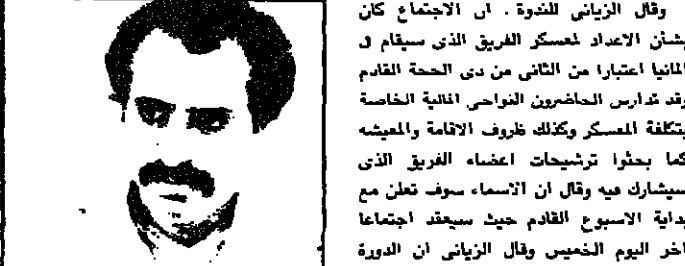 وقال الزيانى للندوة . ان الاجتماع كان
بشأن الاعداد لمعسكر الفريق الذى سيقام فى
المانيا اعتبارا من الثانى من ذى الحجة القادم
وقد تدارس الحاضرون النواحى المالية الخاصة
بتكلفة المعسكر وكذلك ظروف الاقامة والمعيشه
كما بحثوا ترشيحات اعضاء الفريق الذى
سيشارك فيه وقال ان الاسماء سوف تعلن مع
بداية الاسبوع القادم حيث سيعقد اجتماعا
اخر اليوم الخميس وقال الزيانى ان الدورة